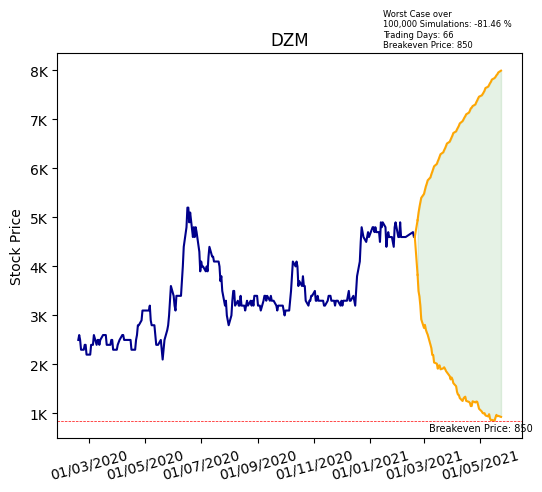 Worst Case over
100,000 Simulations: -81.46 %
Trading Days: 66
Breakeven Price: 850
DZM
Stock Price
8K
7K
6K
5K
4K
3K
2K
1K
Breakeven Price: 850
01/03/2020
01/05/2020
01/07/2020
01/09/2020
01/11/2020
01/01/2021
01/03/2021
01/05/2021